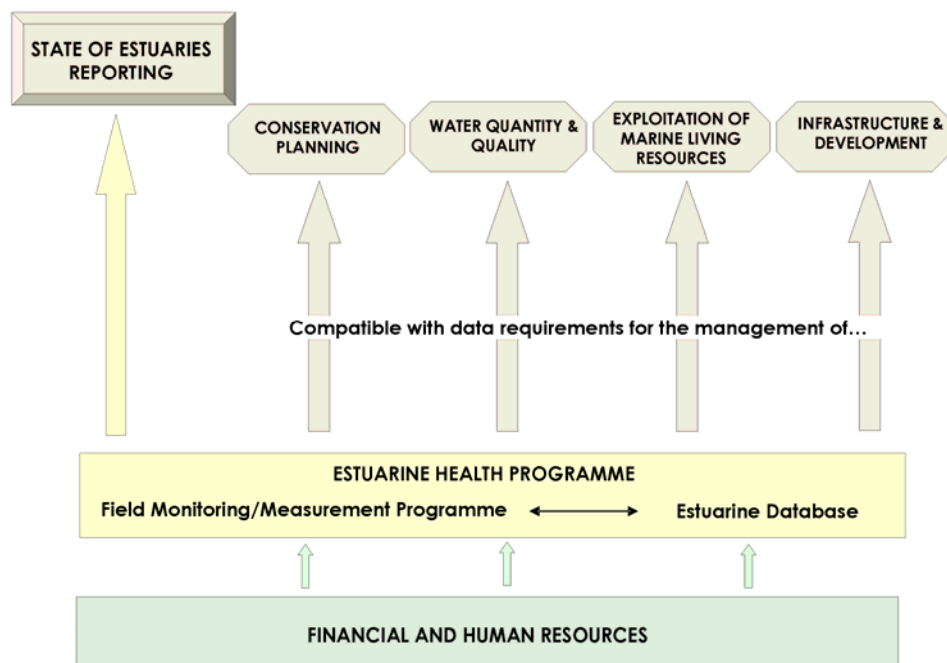 STATE OF ESTUARIES
REPORTING
CONSERVATION
PLANNING
WATER QUANTITY &
QUALITY
EXPLOITATION OF
MARINE LIVING
RESOURCES
INFRASTRUCTURE &
DEVELOPMENT
Compatible with data requirements for the management of...
ESTUARINE HEALTH PROGRAMME
Field Monitoring/Measurement Programme
Estuarine Database
FINANCIAL AND HUMAN RESOURCES